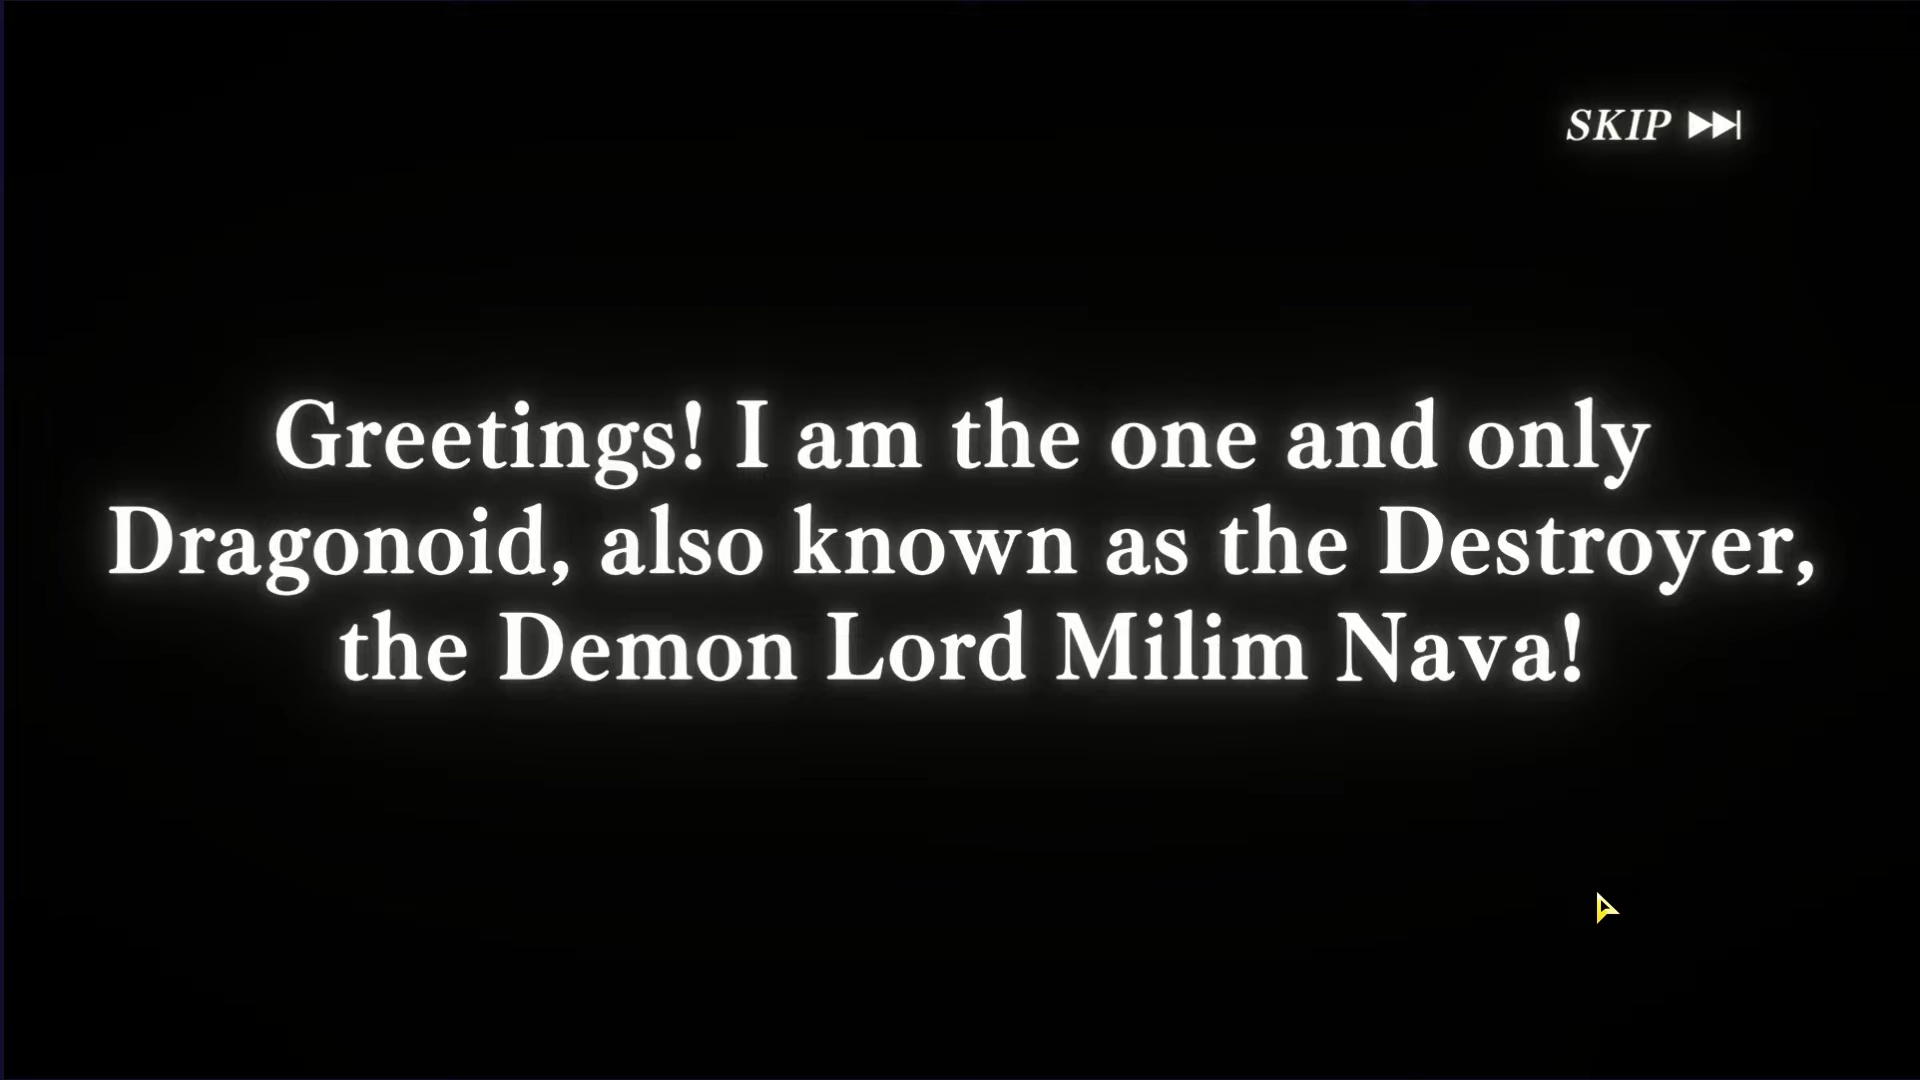 SKIP
Greetings! I am the one and only
Dragonoid, also known as the Destroyer,
the Demon Lord Milim Nava!